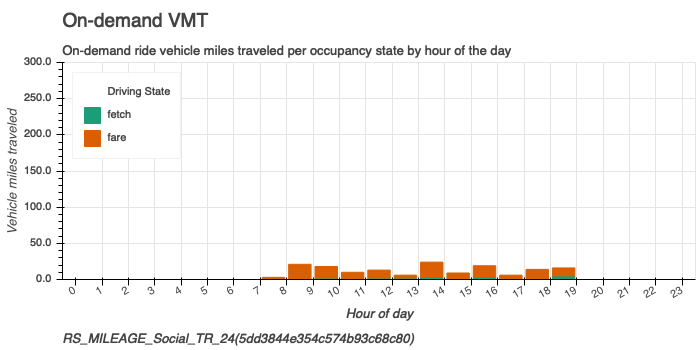 On-demand VMT
On-demand ride vehicle miles traveled per occupancy state by hour of the day
300.0
250.0
200.0
150.0
100.0
50.0
0.0
Vehicle miles traveled
Driving State
fetch
fare
0 1 2 3 4 5 6 7 8 9 10 11 12 13 14 15 16 17 18 19 20 21 22 23
Hour of day
RS_MILEAGE_Social_TR_24(5dd3844e354c574b93c68c80)